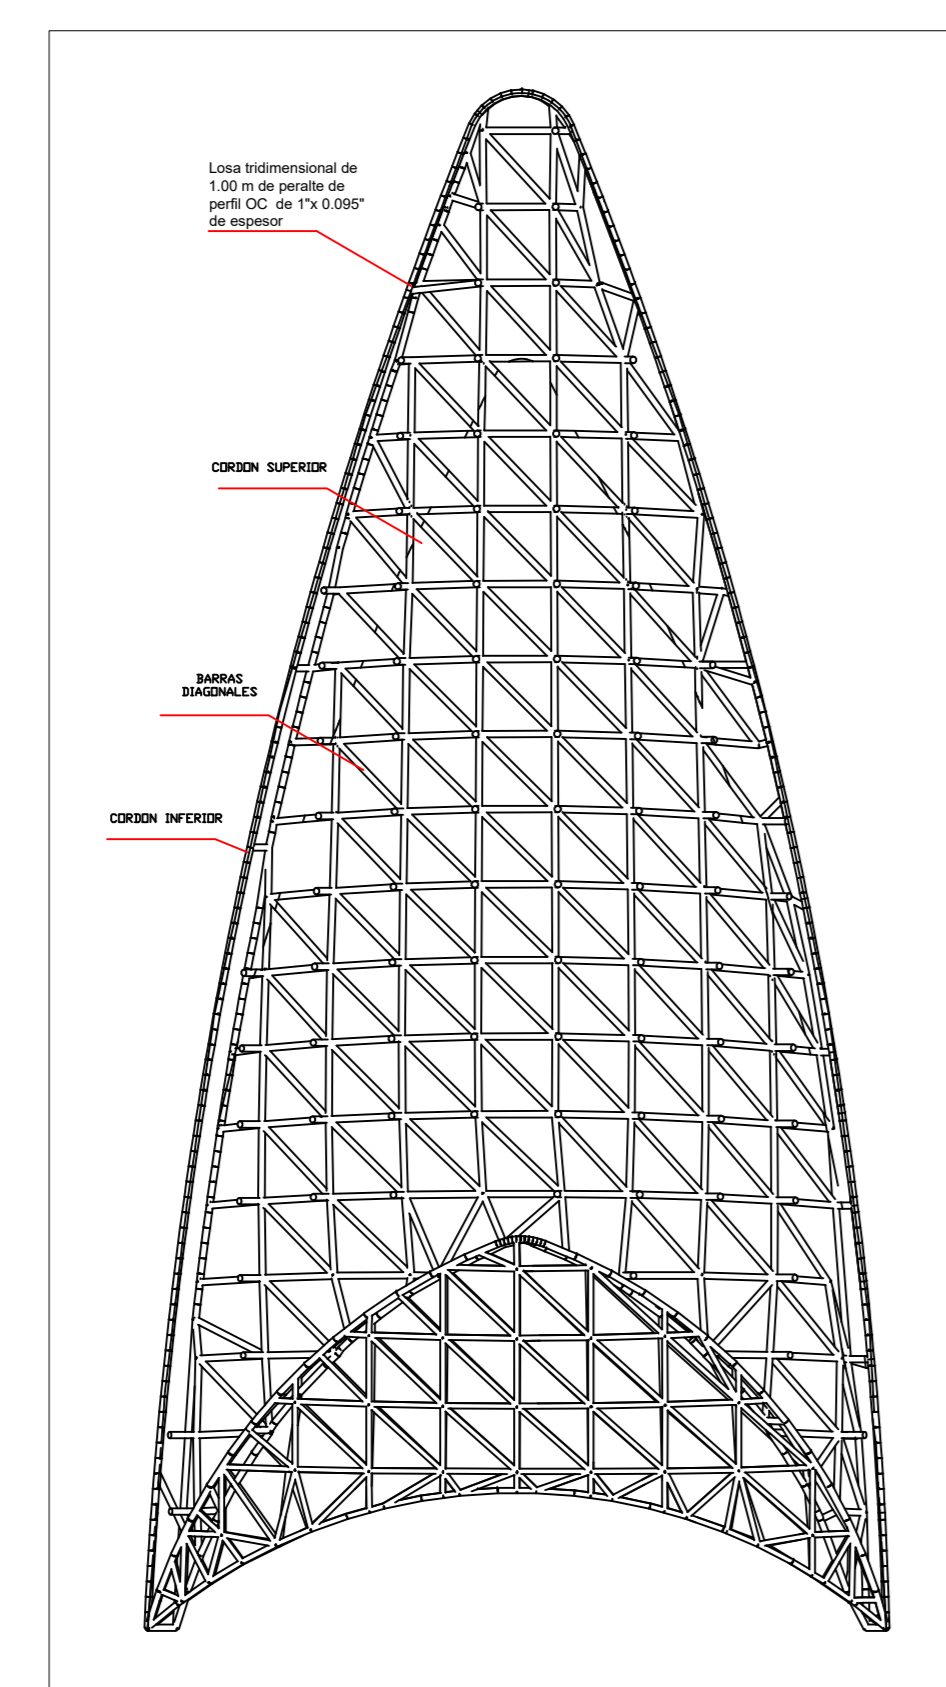 Losa tridimensional de
1.00 m de peralte de
perfil OC de 1"x 0.095"
de espesor
CORDON SUPERIOR
BARRAS
DIAGONALES
CORDON INFERIOR